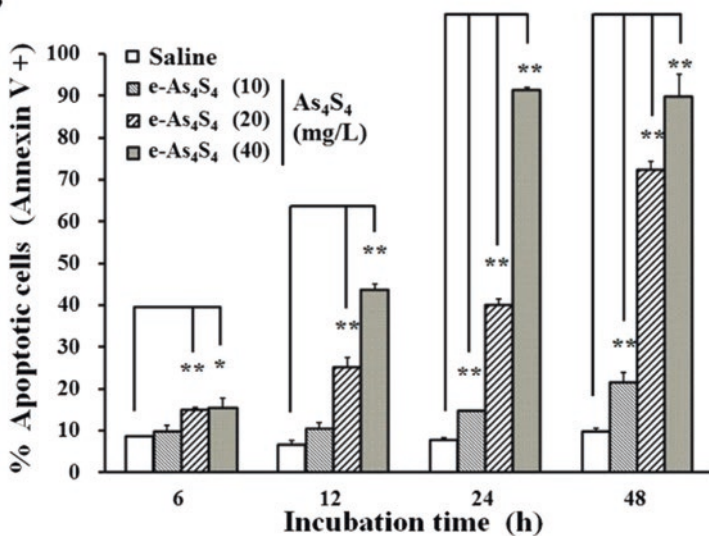 % Apoptotic cells (Annexin V +)
100
90
80
70
60
50
40
30
20
10
0
Saline
e-As₄S₄ (10)
e-As₄S₄ (20)
e-As₄S₄ (40)
As₄S₄
(mg/L)
** *
** **
** ** **
** ** **
6 12 24 48
Incubation time (h)